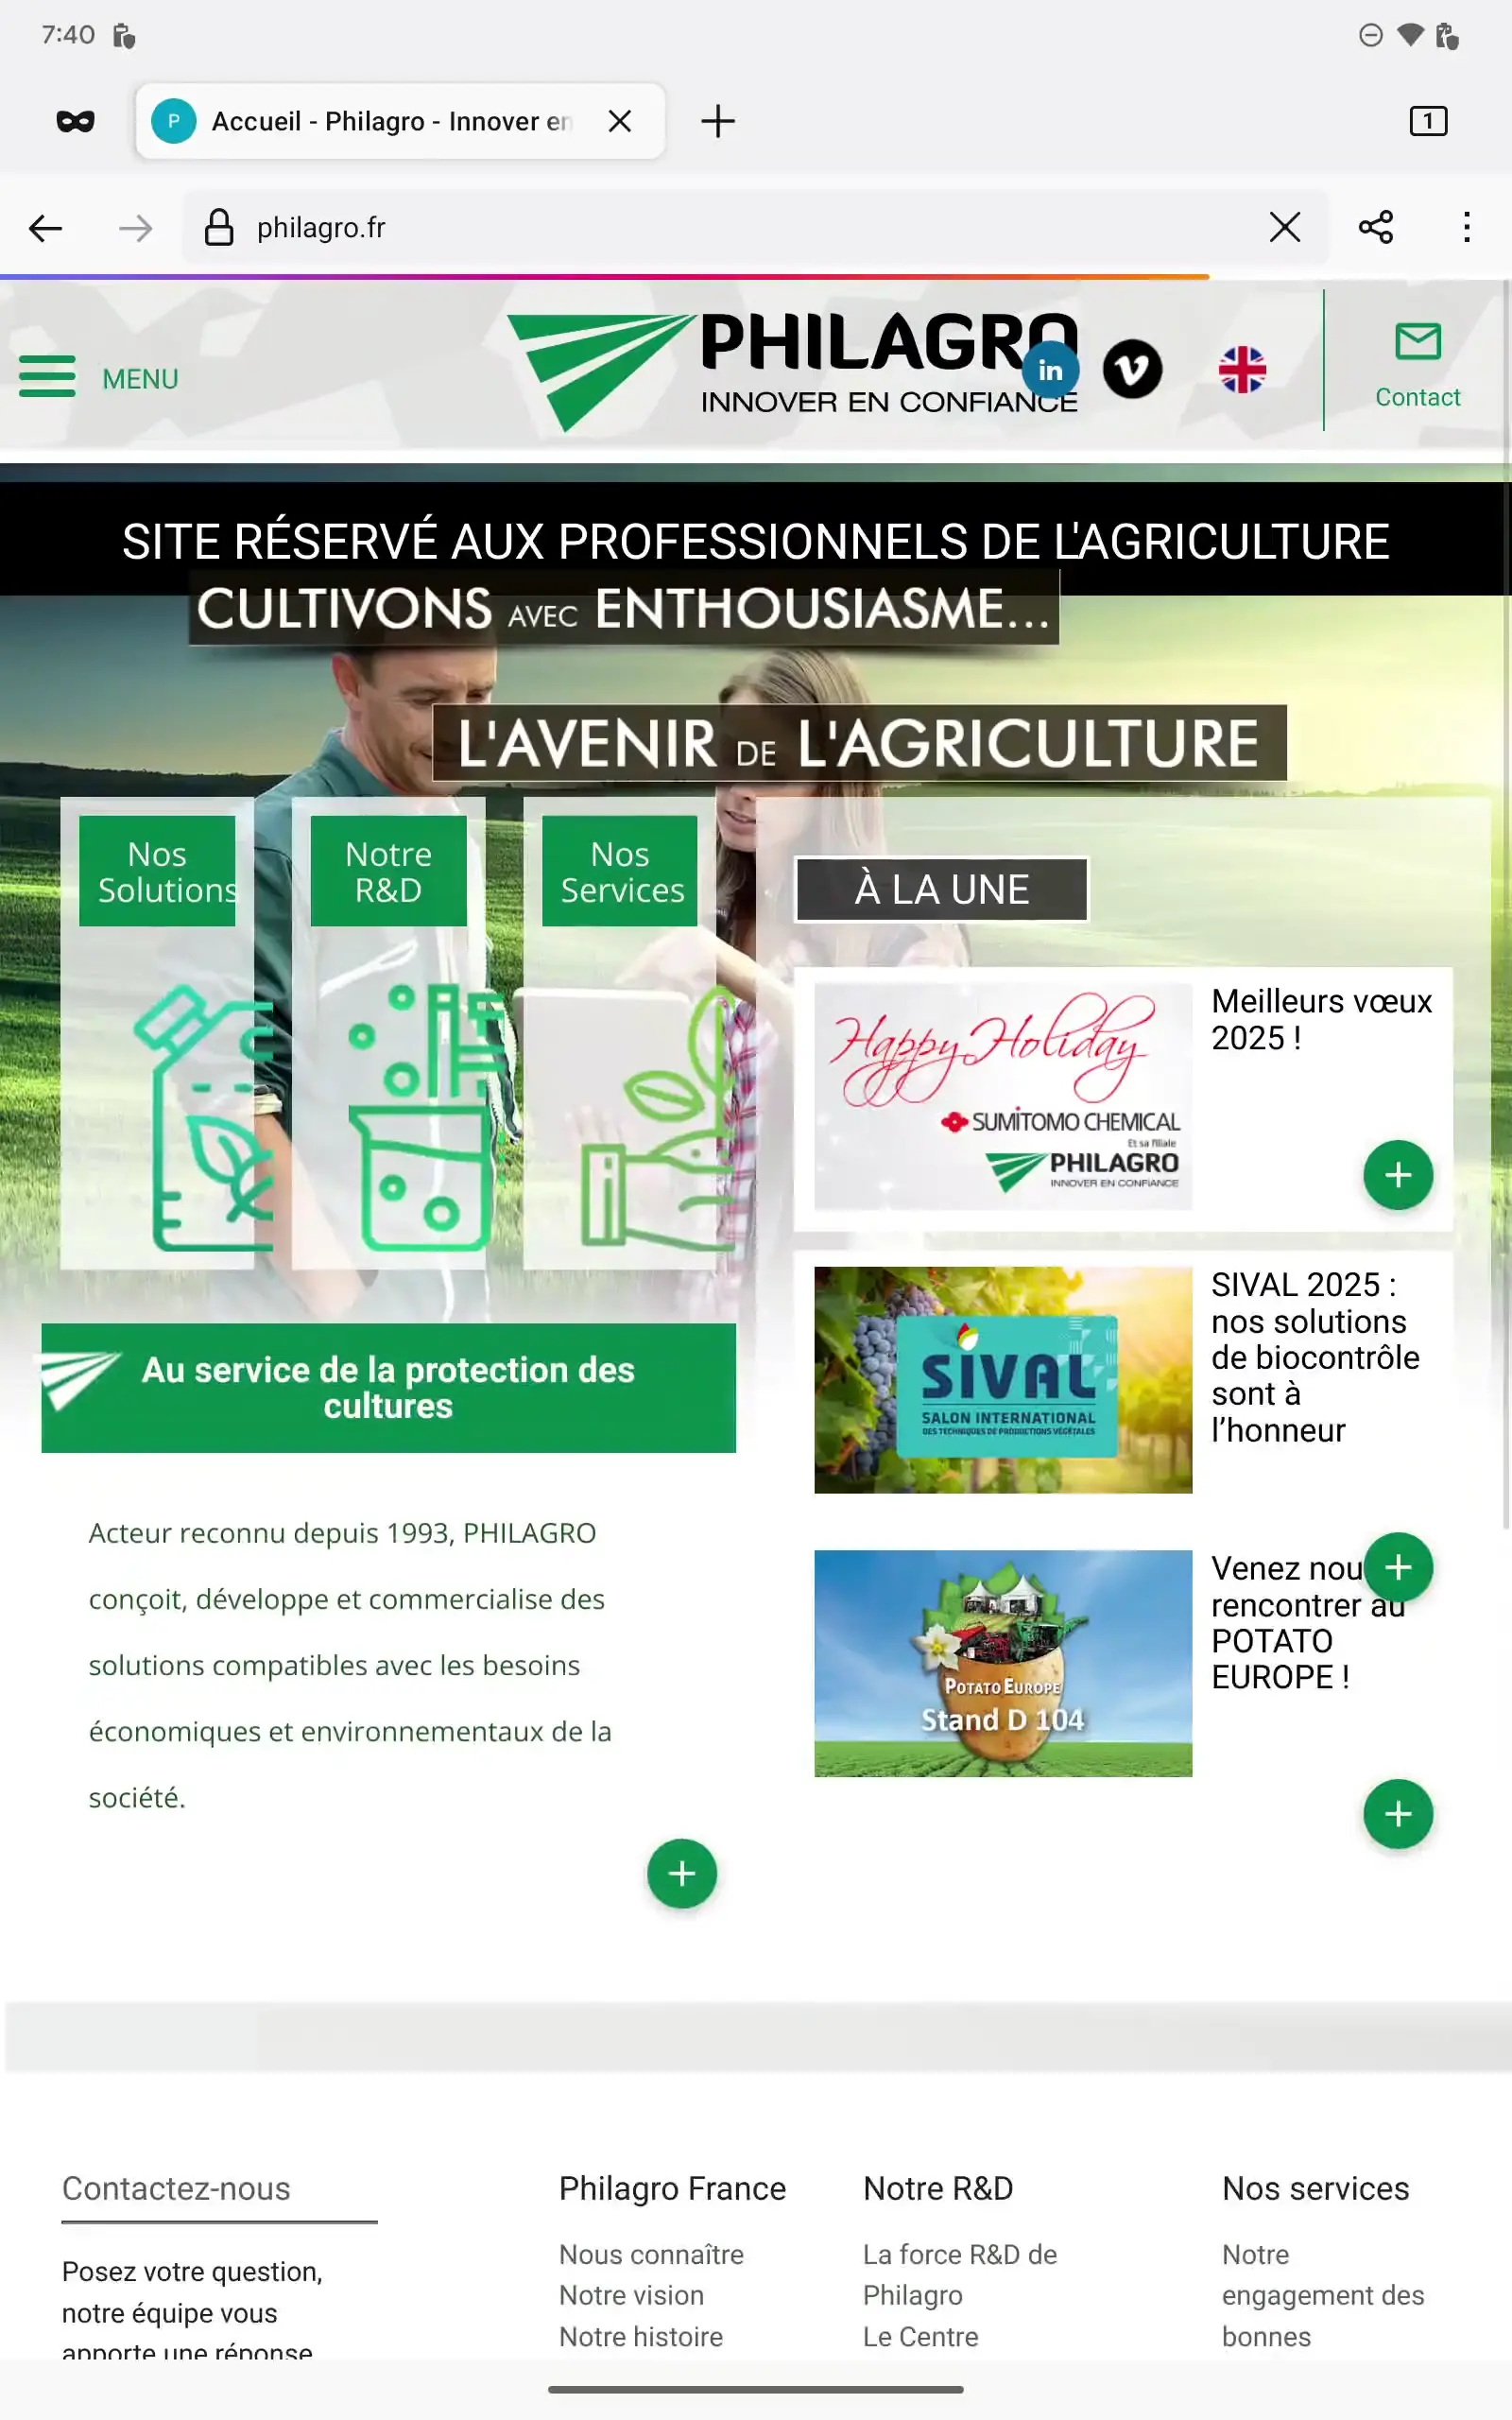 7:40
P
Accueil - Philagro - Innover en
1
philagro.fr
MENU
PHILAGRO
INNOVER EN CONFIANCE
in
Contact
SITE RÉSERVÉ AUX PROFESSIONNELS DE L'AGRICULTURE
CULTIVONS AVEC ENTHOUSIASME...
L'AVENIR DE L'AGRICULTURE
Nos
Solutions
Notre
R&D
Nos
Services
À LA UNE
Happy Holiday
SUMITOMO CHEMICAL
Et sa filiale
PHILAGRO
INNOVER EN CONFIANCE
Meilleurs vœux
2025 !
SIVAL
SALON INTERNATIONAL
DES TECHNIQUES DE PRODUCTIONS VÉGÉTALES
SIVAL 2025 :
nos solutions
de biocontrôle
sont à
l’honneur
Au service de la protection des
cultures
Acteur reconnu depuis 1993, PHILAGRO
conçoit, développe et commercialise des
solutions compatibles avec les besoins
économiques et environnementaux de la
société.
POTATO EUROPE
Stand D 104
Venez nou
rencontrer au
POTATO
EUROPE !
Contactez-nous
Posez votre question,
notre équipe vous
apporte une réponse
Philagro France
Nous connaître
Notre vision
Notre histoire
Notre R&D
La force R&D de
Philagro
Le Centre
Nos services
Notre
engagement des
bonnes